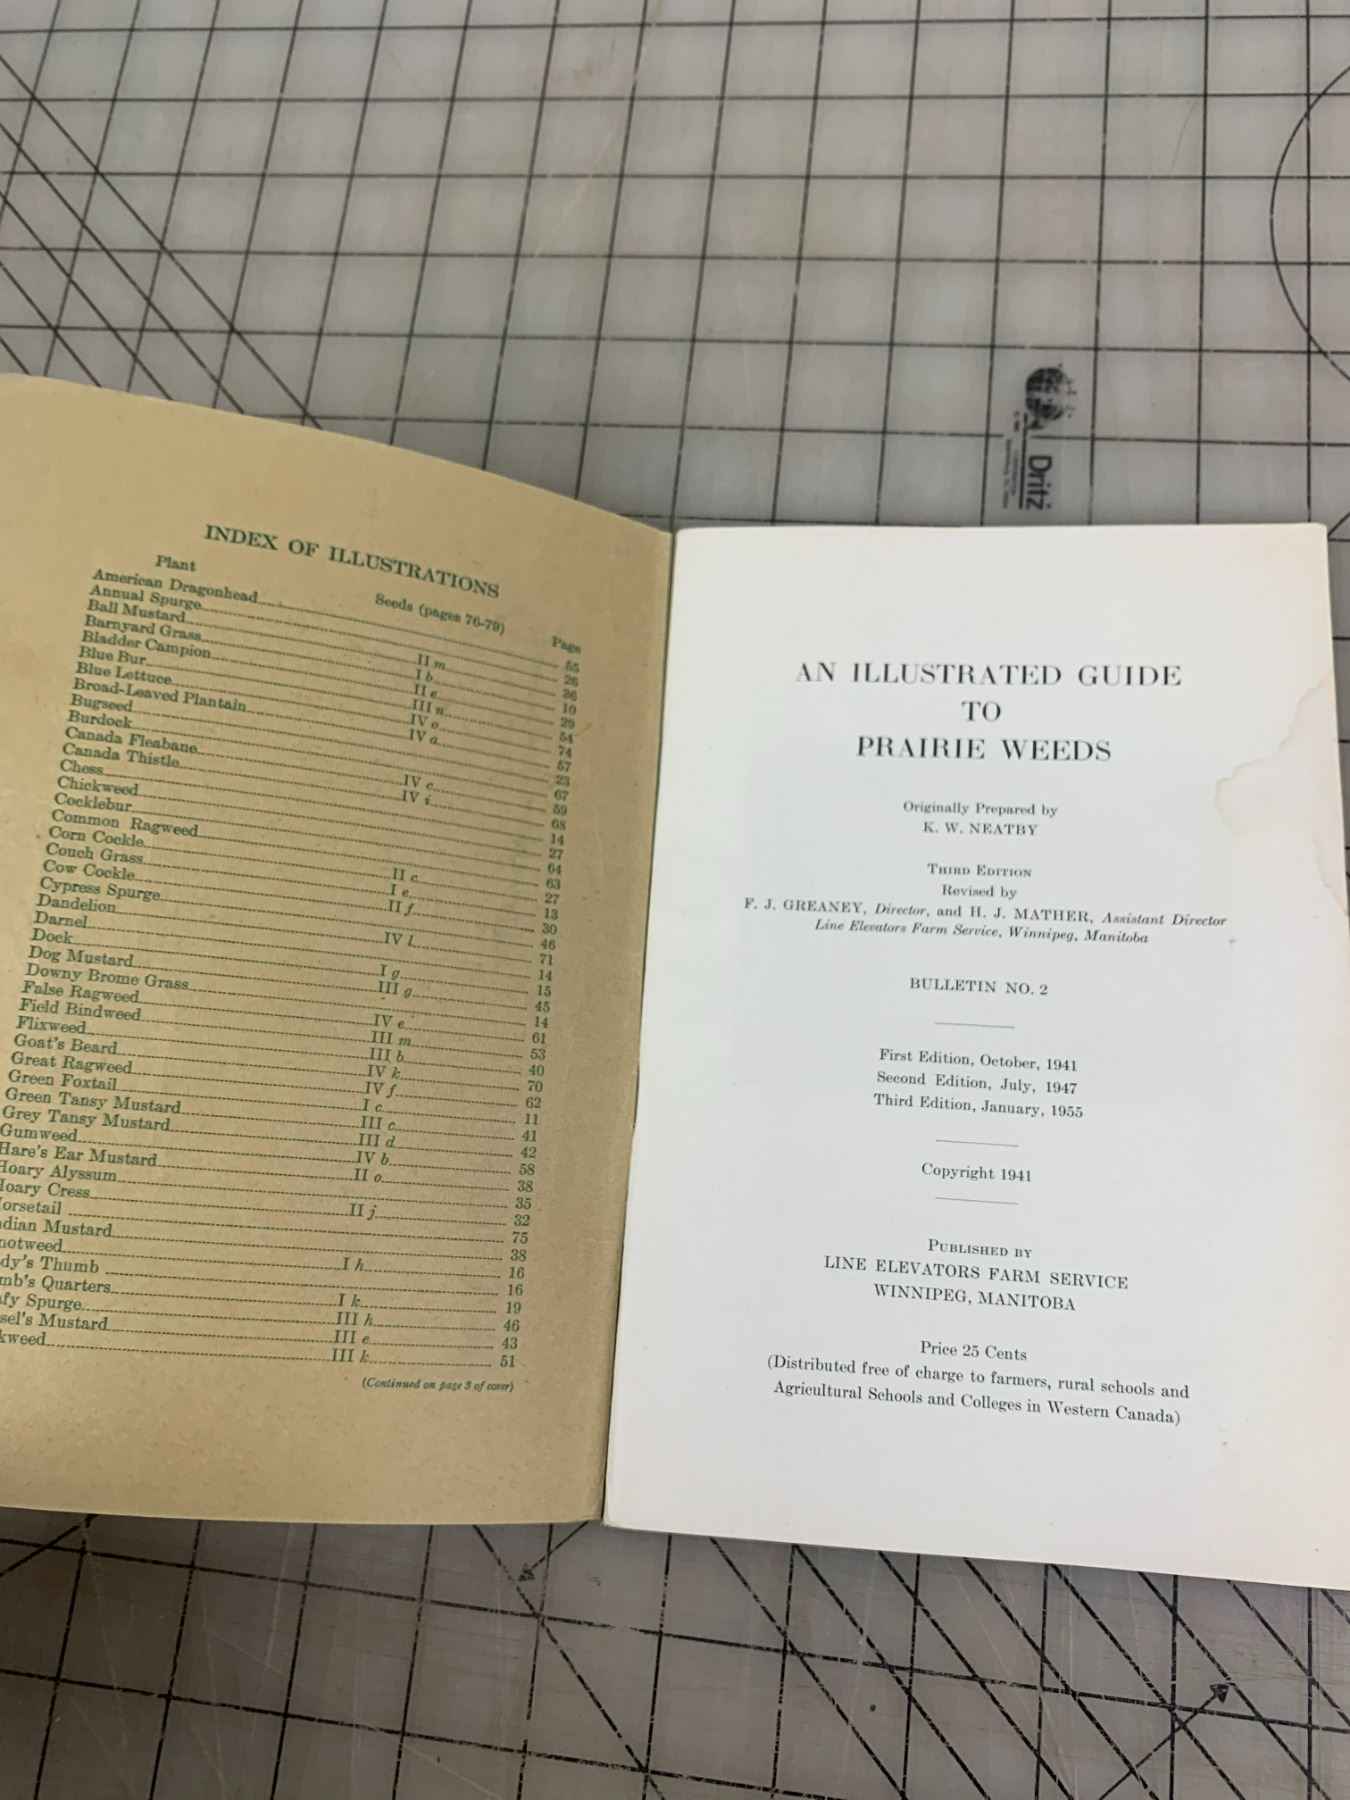 INDEX OF ILLUSTRATIONS
Plant Seeds (pages 76-79) Page
American Dragonhead 55
Annual Spurge 26
Ball Mustard II m 36
Barnyard Grass I b 10
Bladder Campion II e 29
Blue Bur III n 54
Blue Lettuce IV o 74
Broad-Leaved Plantain IV a 57
Bugseed 23
Burdock 67
Canada Fleabane IV c 59
Canada Thistle IV i 68
Chess 14
Chickweed 27
Cocklebur 64
Common Ragweed 63
Corn Cockle II c 27
Couch Grass I e 13
Cow Cockle II f 30
Cypress Spurge 46
Dandelion IV l 71
Darnel 14
Dock I g 15
Dog Mustard III g 45
Downy Brome Grass 14
False Ragweed IV e 61
Field Bindweed III m 53
Flixweed III b 40
Goat's Beard IV k 70
Great Ragweed IV f 62
Green Foxtail I c 11
Green Tansy Mustard III c 41
Grey Tansy Mustard III d 42
Gumweed IV b 58
Hare's Ear Mustard II o 38
Hoary Alyssum 35
Hoary Cress II j 32
orsetail 75
dian Mustard 38
notweed I h 16
dy's Thumb 16
mb's Quarters I k 19
afy Spurge III h 46
sel's Mustard III e 43
kweed III k 51
(Continued on page 3 of cover)
AN ILLUSTRATED GUIDE
TO
PRAIRIE WEEDS
Originally Prepared by
K. W. NEATBY
THIRD EDITION
Revised by
F. J. GREANEY, Director, and H. J. MATHER, Assistant Director
Line Elevators Farm Service, Winnipeg, Manitoba
BULLETIN NO. 2
First Edition, October, 1941
Second Edition, July, 1947
Third Edition, January, 1955
Copyright 1941
PUBLISHED BY
LINE ELEVATORS FARM SERVICE
WINNIPEG, MANITOBA
Price 25 Cents
(Distributed free of charge to farmers, rural schools and
Agricultural Schools and Colleges in Western Canada)
Dritz